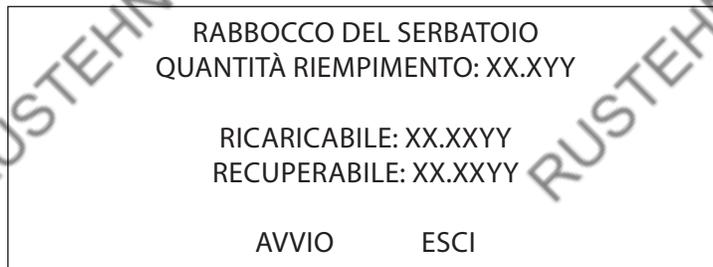 RABBOCCO DEL SERBATOIO
QUANTITÀ RIEMPIMENTO: XX.XYY
RICARICABILE: XX.XXYY
RECUPERABILE: XX.XXYY
AVVIO ESCI